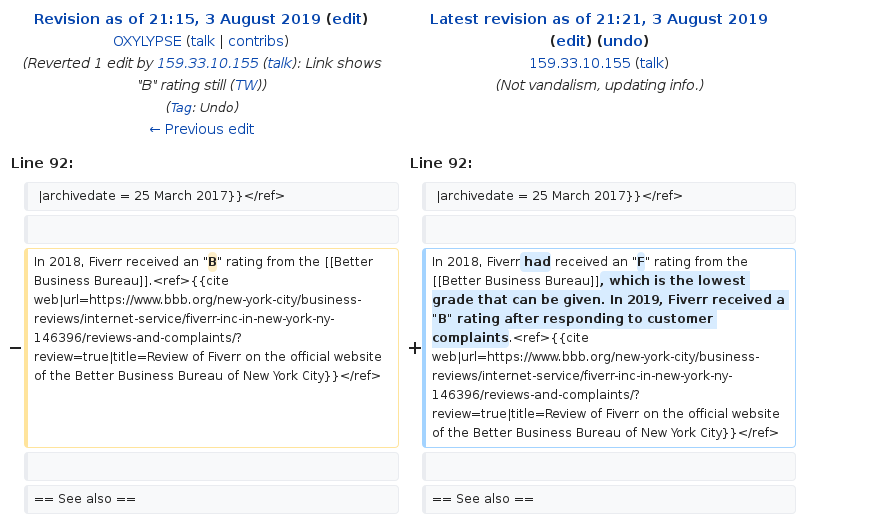 Revision as of 21:15, 3 August 2019 (edit)
OXYLYPSE (talk | contribs)
(Reverted 1 edit by 159.33.10.155 (talk): Link shows
"B" rating still (TW))
(Tag: Undo)
← Previous edit
Line 92:
|archivedate = 25 March 2017}}</ref>
In 2018, Fiverr received an "B" rating from the [[Better
Business Bureau]].<ref>{{cite
web|url=https://www.bbb.org/new-york-city/business-
reviews/internet-service/fiverr-inc-in-new-york-ny-
146396/reviews-and-complaints/?
− review=true|title=Review of Fiverr on the official website
of the Better Business Bureau of New York City}}</ref>
== See also ==
Latest revision as of 21:21, 3 August 2019
(edit) (undo)
159.33.10.155 (talk)
(Not vandalism, updating info.)
Line 92:
|archivedate = 25 March 2017}}</ref>
In 2018, Fiverr had received an "F" rating from the
[[Better Business Bureau]], which is the lowest
grade that can be given. In 2019, Fiverr received a
"B" rating after responding to customer
+ complaints.<ref>{{cite
web|url=https://www.bbb.org/new-york-city/business-
reviews/internet-service/fiverr-inc-in-new-york-ny-
146396/reviews-and-complaints/?
review=true|title=Review of Fiverr on the official website
of the Better Business Bureau of New York City}}</ref>
== See also ==